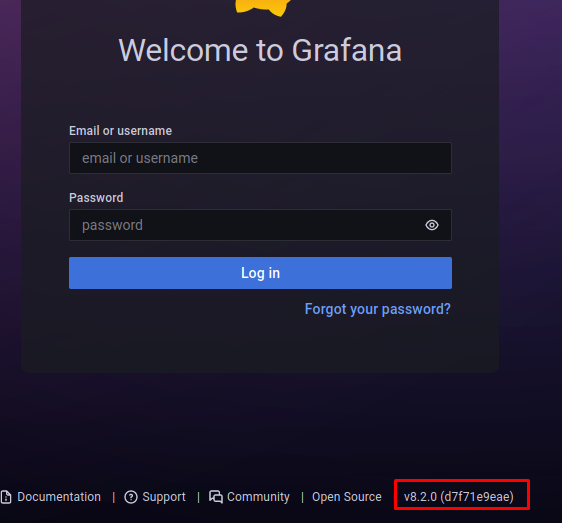 Welcome to Grafana
Email or username
email or username
Password
password
Log in
Forgot your password?
Documentation | Support | Community | Open Source v8.2.0 (d7f71e9eae)